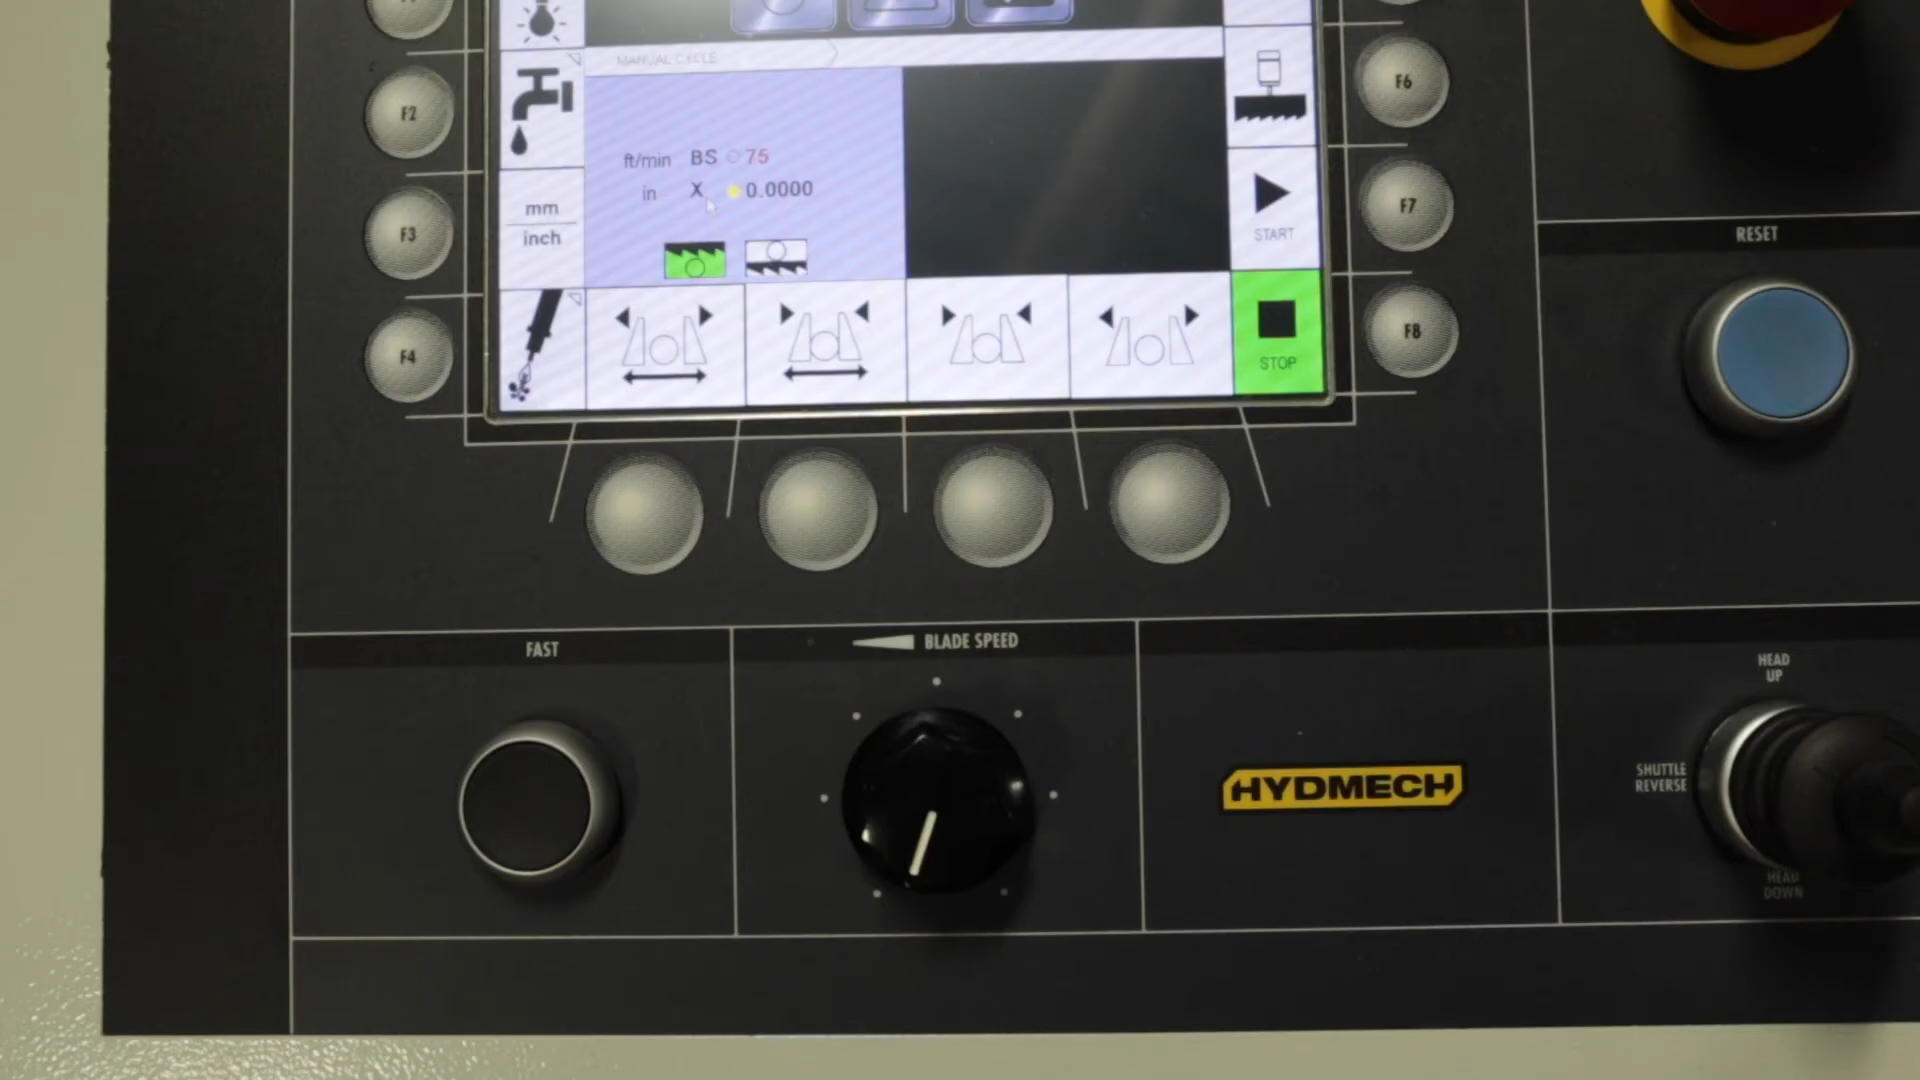 MANUAL CYCLE
F2
F3
F4
F6
F7
F8
ft/min BS 75
in X 0.0000
mm
inch
START
STOP
RESET
FAST
BLADE SPEED
HYDMECH
HEAD
UP
SHUTTLE
REVERSE
HEAD
DOWN